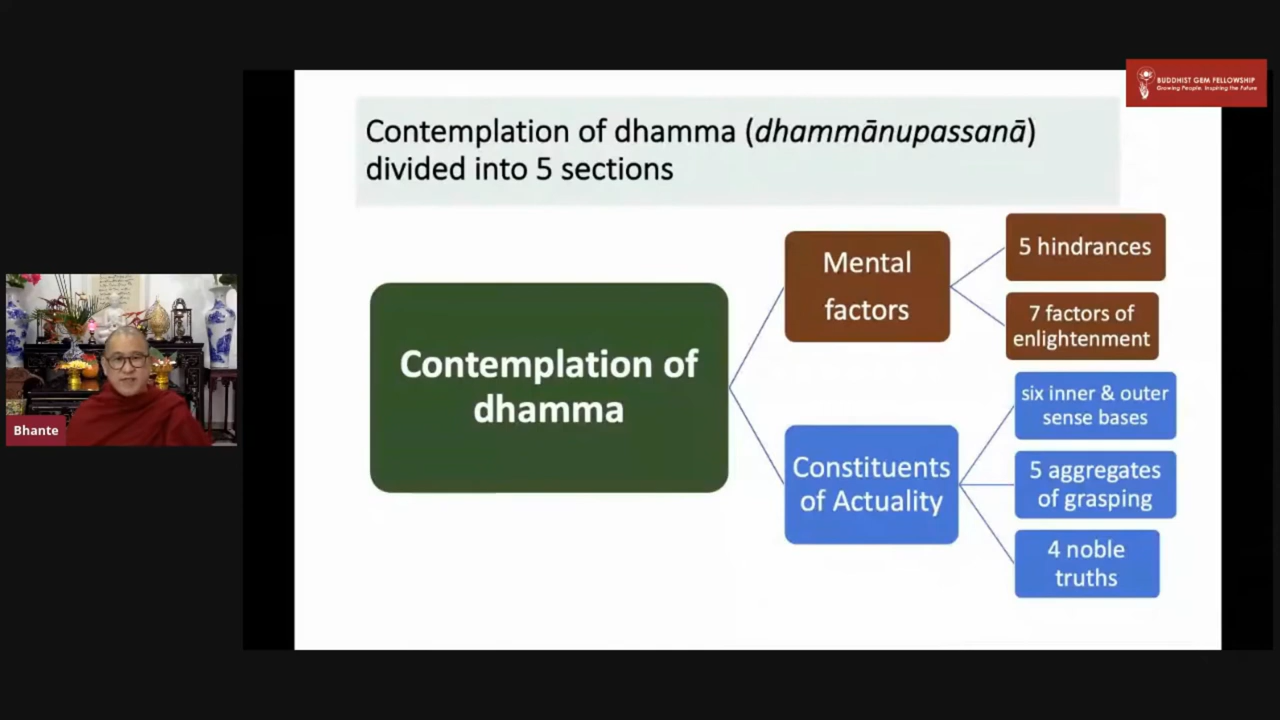 BUDDHIST GEM FELLOWSHIP
Growing People. Inspiring the Future
Contemplation of dhamma (dhammānupassanā)
divided into 5 sections
Contemplation of
dhamma
Mental
factors
5 hindrances
7 factors of
enlightenment
Constituents
of Actuality
six inner & outer
sense bases
5 aggregates
of grasping
4 noble
truths
Bhante